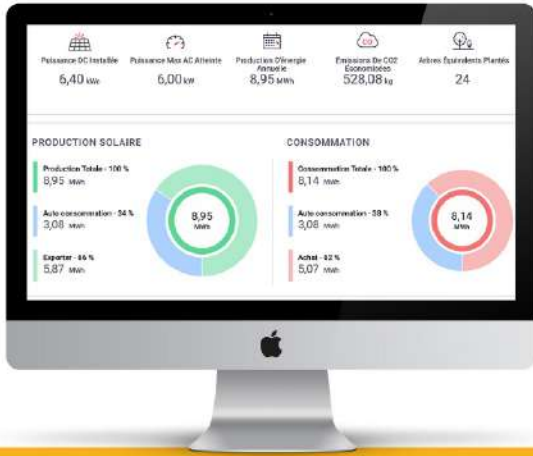 CO
Puissance DC Installée
6,40 kWc
Puissance Max AC Atteinte
6,00 kW
Production D'énergie
Annuelle
8,95 MWh
Émissions De CO2
Économisées
528,08 kg
Arbres Équivalents Plantés
24
PRODUCTION SOLAIRE
Production Totale - 100 %
8,95 MWh
Auto consommation - 34 %
3,08 MWh
Exporter - 66 %
5,87 MWh
8,95
MWh
CONSOMMATION
Consommation Totale - 100 %
8,14 MWh
Auto consommation - 38 %
3,08 MWh
Achat - 62 %
5,07 MWh
8,14
MWh